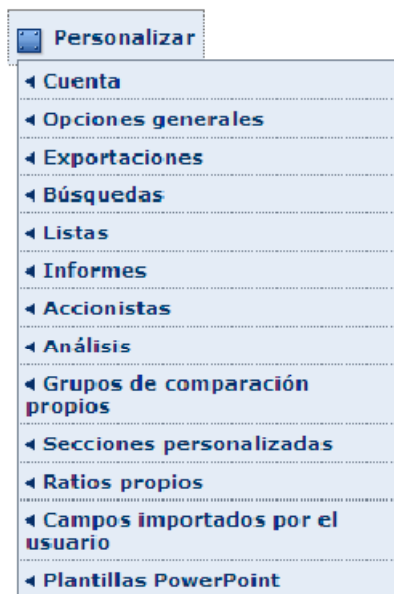 Personalizar
Cuenta
Opciones generales
Exportaciones
Búsquedas
Listas
Informes
Accionistas
Análisis
Grupos de comparación
propios
Secciones personalizadas
Ratios propios
Campos importados por el
usuario
Plantillas PowerPoint